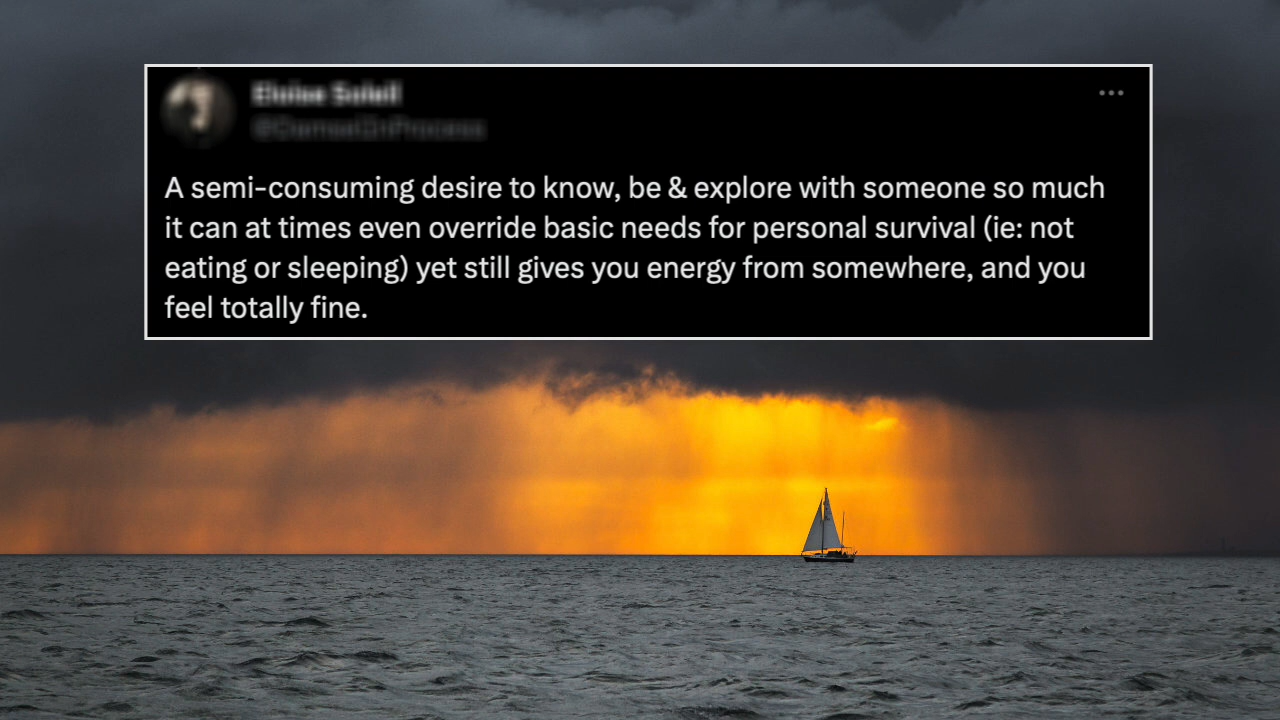 A semi-consuming desire to know, be & explore with someone so much
it can at times even override basic needs for personal survival (ie: not
eating or sleeping) yet still gives you energy from somewhere, and you
feel totally fine.